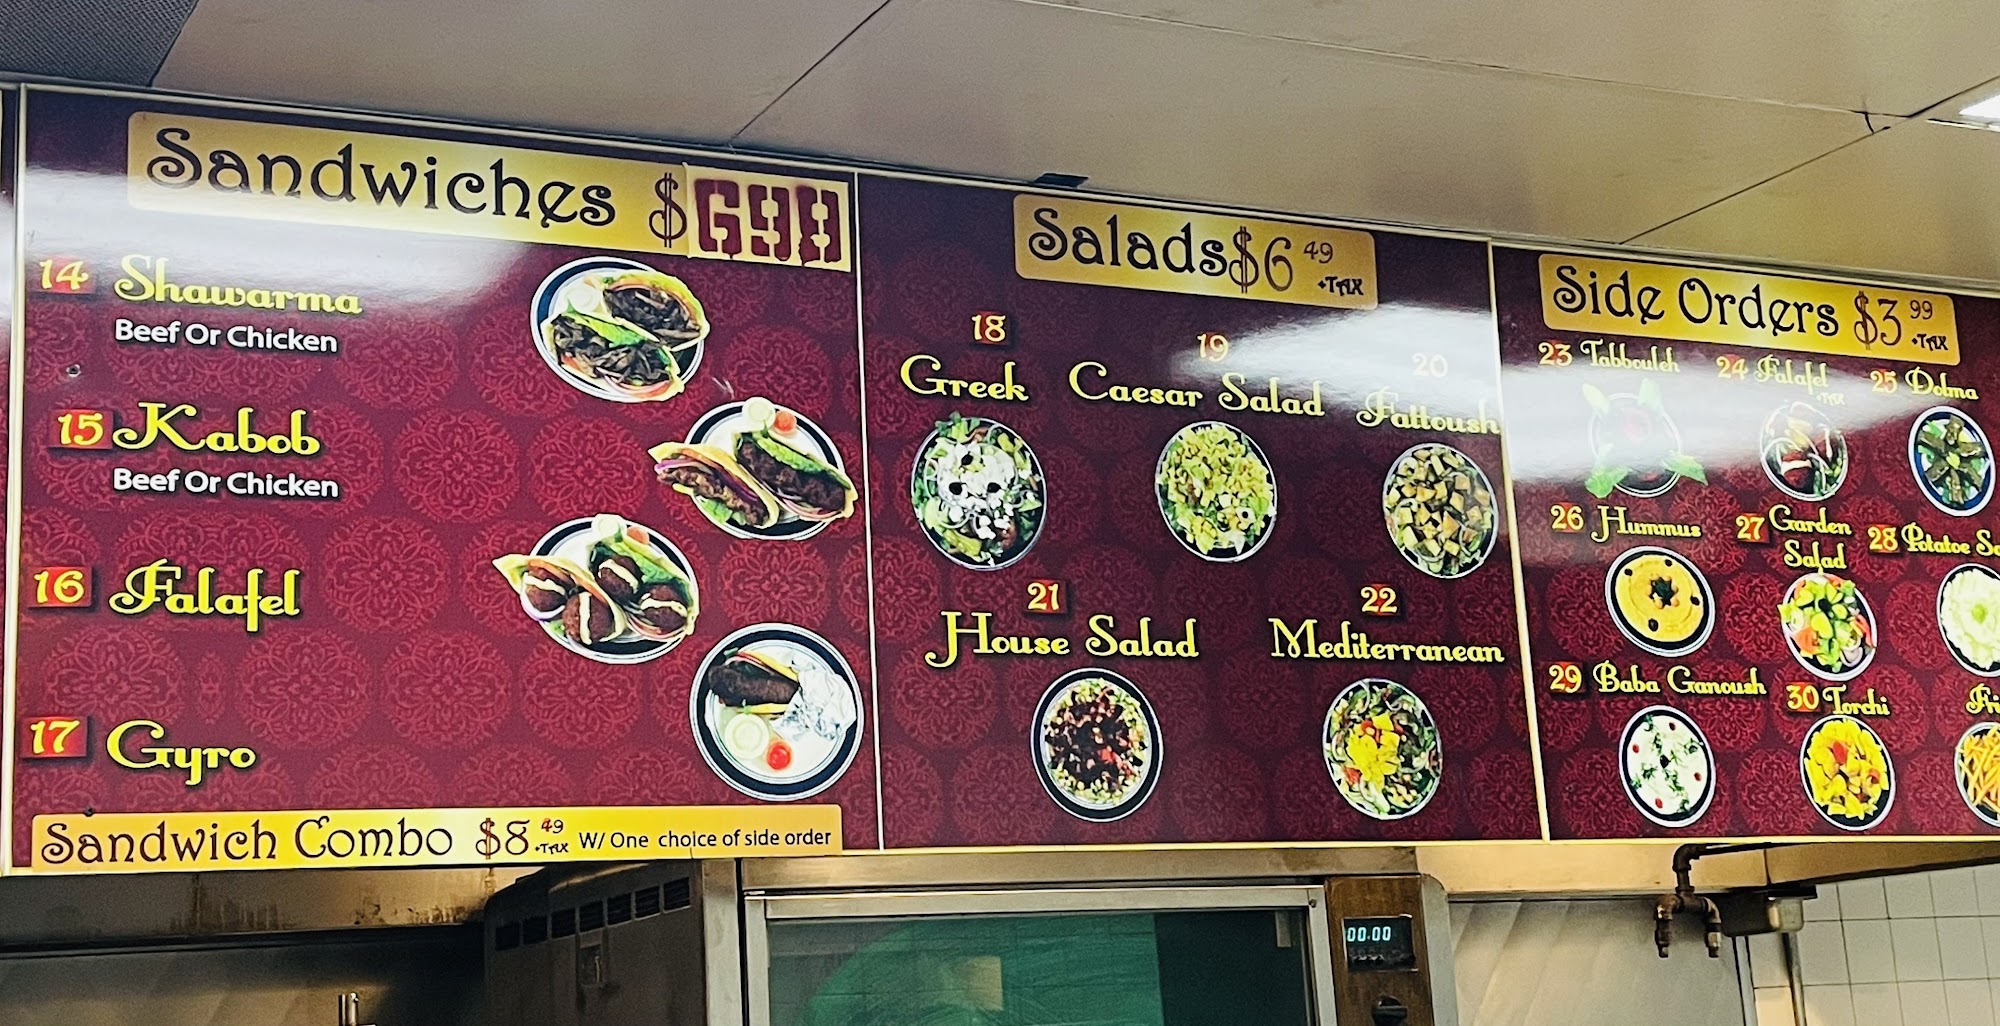 Sandwiches $698
14 Shawarma
Beef Or Chicken
15 Kabob
Beef Or Chicken
16 Falafel
17 Gyro
Sandwich Combo $8.49 +TAX W/ One choice of side order
Salads $6 49 +TAX
18 Greek
19 Caesar Salad
20 Fattoush
21 House Salad
22 Mediterranean
Side Orders $3 99 +TAX
23 Tabbouleh
24 Falafel
+TAX
25 Dolma
26 Hummus
27 Garden Salad
28 Potatoe
29 Baba Ganoush
30 Torchi
00.00